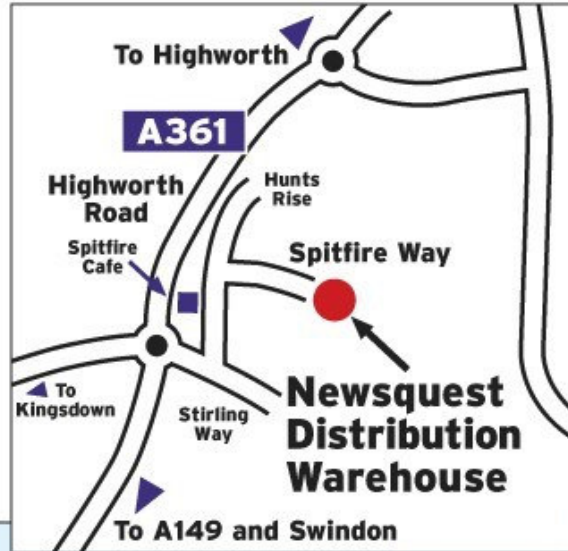 To Highworth
A361
Highworth
Road
Hunts
Rise
Spitfire
Cafe
Spitfire Way
To
Kingsdown
Stirling
Way
Newsquest
Distribution
Warehouse
To A149 and Swindon